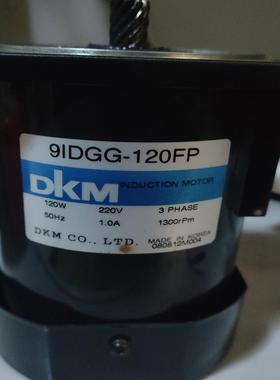 9IDGG-120FP
DKM INDUCTION MOTOR
120W 220V 3 PHASE
50Hz 1.0A 1300rPm
DKM CO., LTD. MADE IN KOREA
080812M004